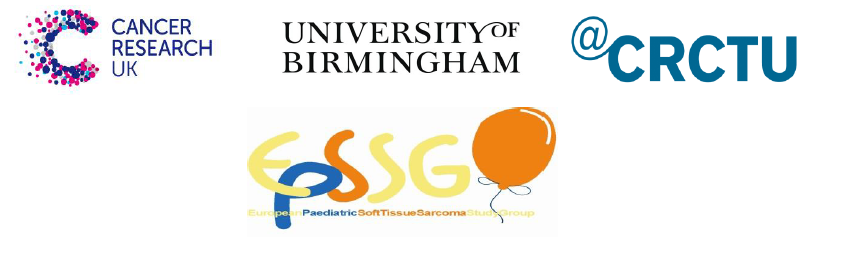 CANCER
RESEARCH
UK
UNIVERSITY OF
BIRMINGHAM
@CRCTU
EpSSG
EuropeanPaediatricSoftTissueSarcomaStudyGroup